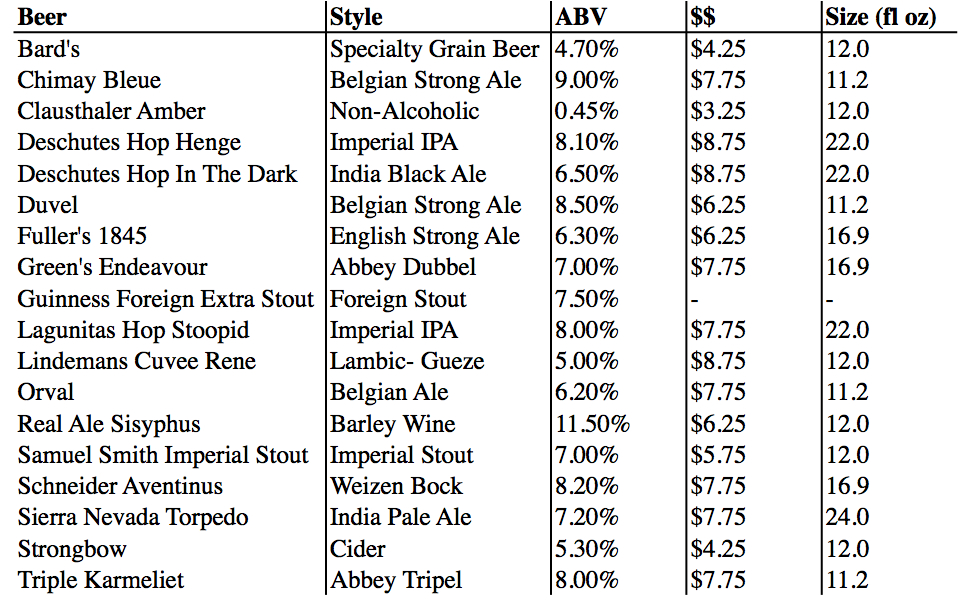 Beer Style ABV $$ Size (fl oz)
Bard's Specialty Grain Beer 4.70% $4.25 12.0
Chimay Bleue Belgian Strong Ale 9.00% $7.75 11.2
Clausthaler Amber Non-Alcoholic 0.45% $3.25 12.0
Deschutes Hop Henge Imperial IPA 8.10% $8.75 22.0
Deschutes Hop In The Dark India Black Ale 6.50% $8.75 22.0
Duvel Belgian Strong Ale 8.50% $6.25 11.2
Fuller's 1845 English Strong Ale 6.30% $6.25 16.9
Green's Endeavour Abbey Dubbel 7.00% $7.75 16.9
Guinness Foreign Extra Stout Foreign Stout 7.50% - -
Lagunitas Hop Stoopid Imperial IPA 8.00% $7.75 22.0
Lindemans Cuvee Rene Lambic- Gueze 5.00% $8.75 12.0
Orval Belgian Ale 6.20% $7.75 11.2
Real Ale Sisyphus Barley Wine 11.50% $6.25 12.0
Samuel Smith Imperial Stout Imperial Stout 7.00% $5.75 12.0
Schneider Aventinus Weizen Bock 8.20% $7.75 16.9
Sierra Nevada Torpedo India Pale Ale 7.20% $7.75 24.0
Strongbow Cider 5.30% $4.25 12.0
Triple Karmeliet Abbey Tripel 8.00% $7.75 11.2